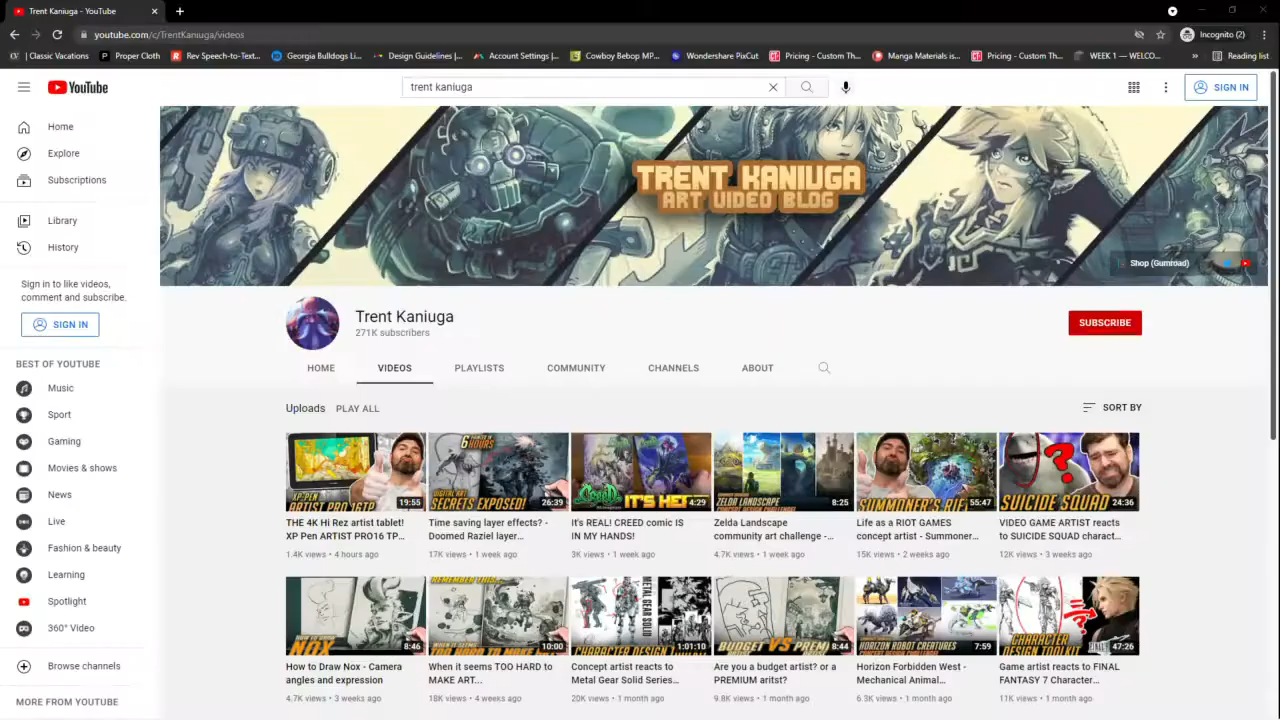 Trent Kaniuga - YouTube
youtube.com/c/TrentKaniuga/videos
Incognito (2)
| Classic Vacations
Proper Cloth
Rev Speech-to-Text...
Georgia Bulldogs Li...
Design Guidelines |...
Account Settings |...
Cowboy Bebop MP...
Wondershare PixCut
Pricing - Custom Th...
Manga Materials is...
Pricing - Custom Th...
WEEK 1 — WELCO...
»
Reading list
YouTube
trent kaniuga
SIGN IN
Home
Explore
Subscriptions
Library
History
Sign in to like videos,
comment and subscribe.
SIGN IN
BEST OF YOUTUBE
Music
Sport
Gaming
Movies & shows
News
Live
Fashion & beauty
Learning
Spotlight
360° Video
Browse channels
MORE FROM YOUTUBE
TRENT KANIUGA
ART VIDEO BLOG
Shop (Gumroad)
Trent Kaniuga
271K subscribers
SUBSCRIBE
HOME
VIDEOS
PLAYLISTS
COMMUNITY
CHANNELS
ABOUT
Uploads
PLAY ALL
SORT BY
XP-PEN
ARTIST PRO 16TP
19:55
THE 4K Hi Rez artist tablet!
XP Pen ARTIST PRO16 TP...
1.4K views • 4 hours ago
6
HOURS
DIGITAL ART
SECRETS EXPOSED!
26:39
Time saving layer effects? -
Doomed Raziel layer...
17K views • 1 week ago
CREED
IT'S HE
4:29
It's REAL! CREED comic IS
IN MY HANDS!
3K views • 1 week ago
ZELDA LANDSCAPE
8:25
Zelda Landscape
community art challenge -...
4.7K views • 1 week ago
SUMMONER'S RIF
55:47
Life as a RIOT GAMES
concept artist - Summoner...
15K views • 2 weeks ago
?
SUICIDE SQUAD
24:36
VIDEO GAME ARTIST reacts
to SUICIDE SQUAD charact...
12K views • 3 weeks ago
NOX
8:46
How to Draw Nox - Camera
angles and expression
4.7K views • 3 weeks ago
REMEMBER THIS...
WHEN IT SEEMS
10:00
When it seems TOO HARD to
MAKE ART...
18K views • 4 weeks ago
METAL GEAR SOLID
CHARACTER DESIGN
1:01:10
Concept artist reacts to
Metal Gear Solid Series...
20K views • 1 month ago
BUDGET VS PREMI
8:44
Are you a budget artist? or a
PREMIUM aritst?
9.8K views • 1 month ago
HORIZON ROBOT CREATURES
7:59
Horizon Forbidden West -
Mechanical Animal...
6.3K views • 1 month ago
CHARACTER
DESIGN TOOLKIT
47:26
Game artist reacts to FINAL
FANTASY 7 Character...
11K views • 1 month ago